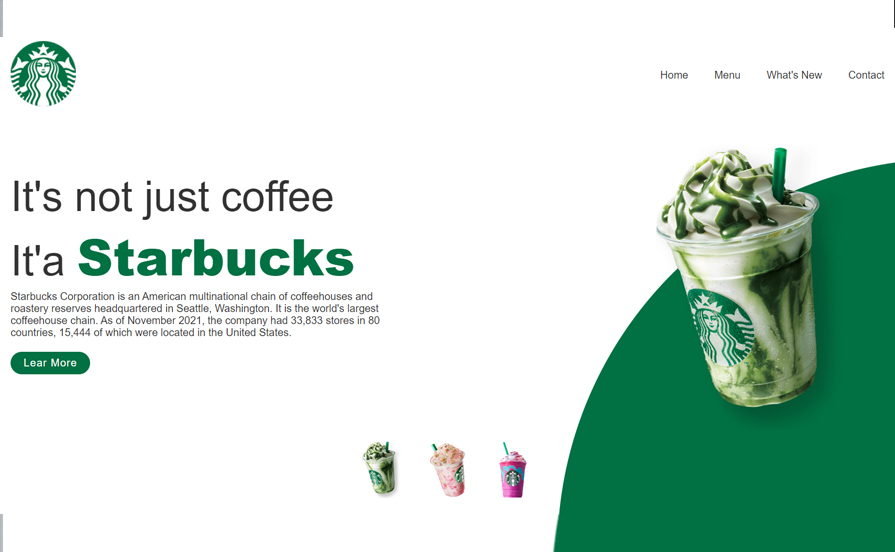 Home Menu What's New Contact
It's not just coffee
It'a Starbucks
Starbucks Corporation is an American multinational chain of coffeehouses and
roastery reserves headquartered in Seattle, Washington. It is the world's largest
coffeehouse chain. As of November 2021, the company had 33,833 stores in 80
countries, 15,444 of which were located in the United States.
Lear More